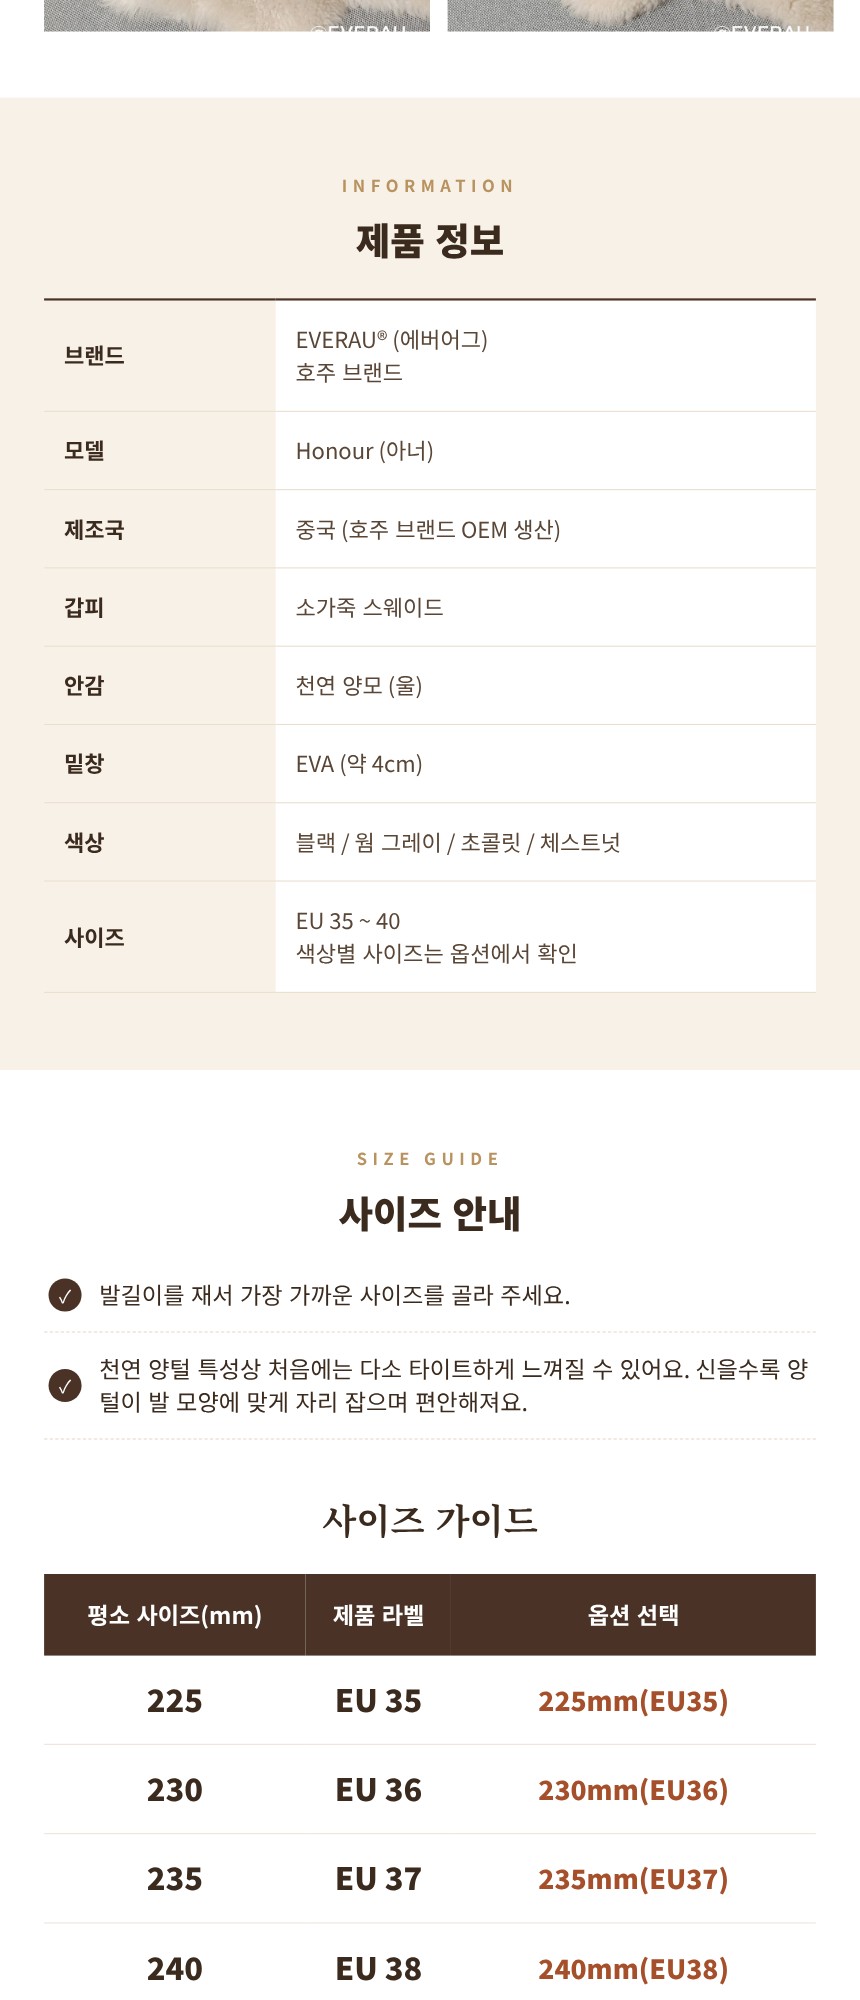 ©EVERAU
©EVERAU
INFORMATION
제품 정보
브랜드
EVERAU® (에버어그)
호주 브랜드
모델
Honour (아너)
제조국
중국 (호주 브랜드 OEM 생산)
갑피
소가죽 스웨이드
안감
천연 양모 (울)
밑창
EVA (약 4cm)
색상
블랙 / 웜 그레이 / 초콜릿 / 체스트넛
사이즈
EU 35 ~ 40
색상별 사이즈는 옵션에서 확인
SIZE GUIDE
사이즈 안내
✓ 발길이를 재서 가장 가까운 사이즈를 골라 주세요.
✓ 천연 양털 특성상 처음에는 다소 타이트하게 느껴질 수 있어요. 신을수록 양
털이 발 모양에 맞게 자리 잡으며 편안해져요.
사이즈 가이드
평소 사이즈(mm) 제품 라벨 옵션 선택
225 EU 35 225mm(EU35)
230 EU 36 230mm(EU36)
235 EU 37 235mm(EU37)
240 EU 38 240mm(EU38)